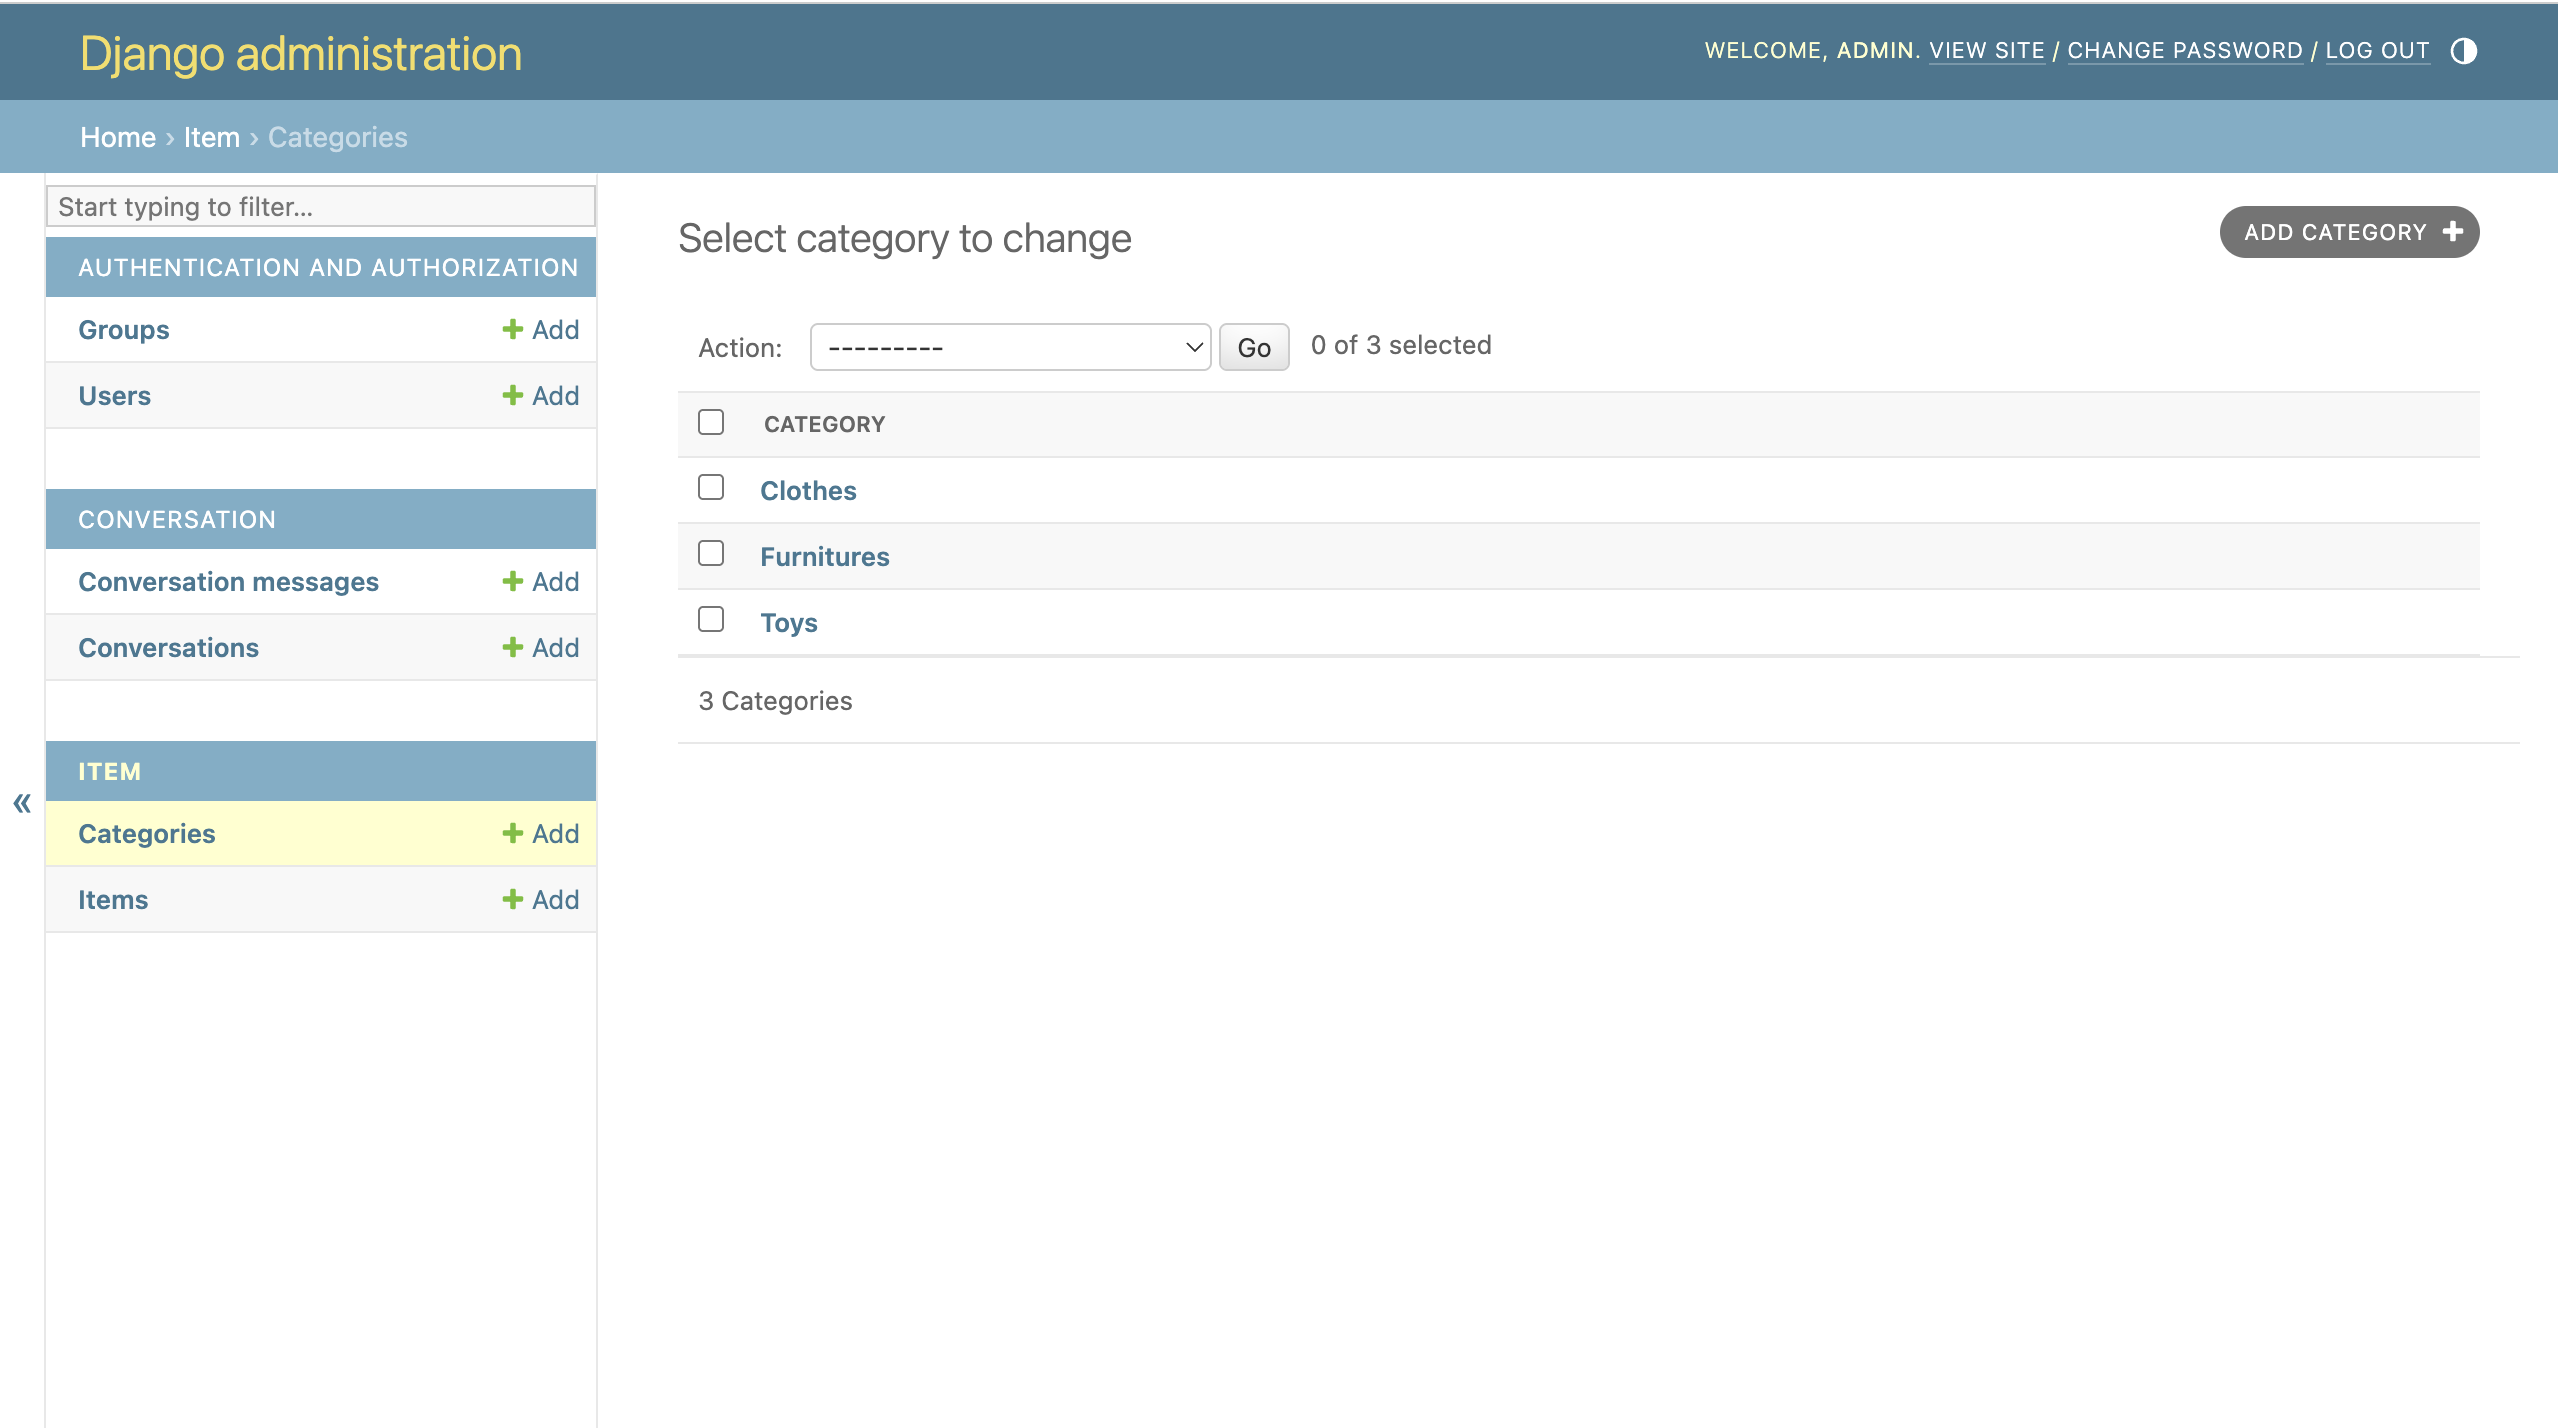 Django administration
WELCOME, ADMIN. VIEW SITE / CHANGE PASSWORD / LOG OUT
Home › Item › Categories
Start typing to filter...
AUTHENTICATION AND AUTHORIZATION
Groups + Add
Users + Add
CONVERSATION
Conversation messages + Add
Conversations + Add
ITEM
Categories + Add
Items + Add
«
Select category to change
ADD CATEGORY +
Action: --------- Go 0 of 3 selected
CATEGORY
Clothes
Furnitures
Toys
3 Categories